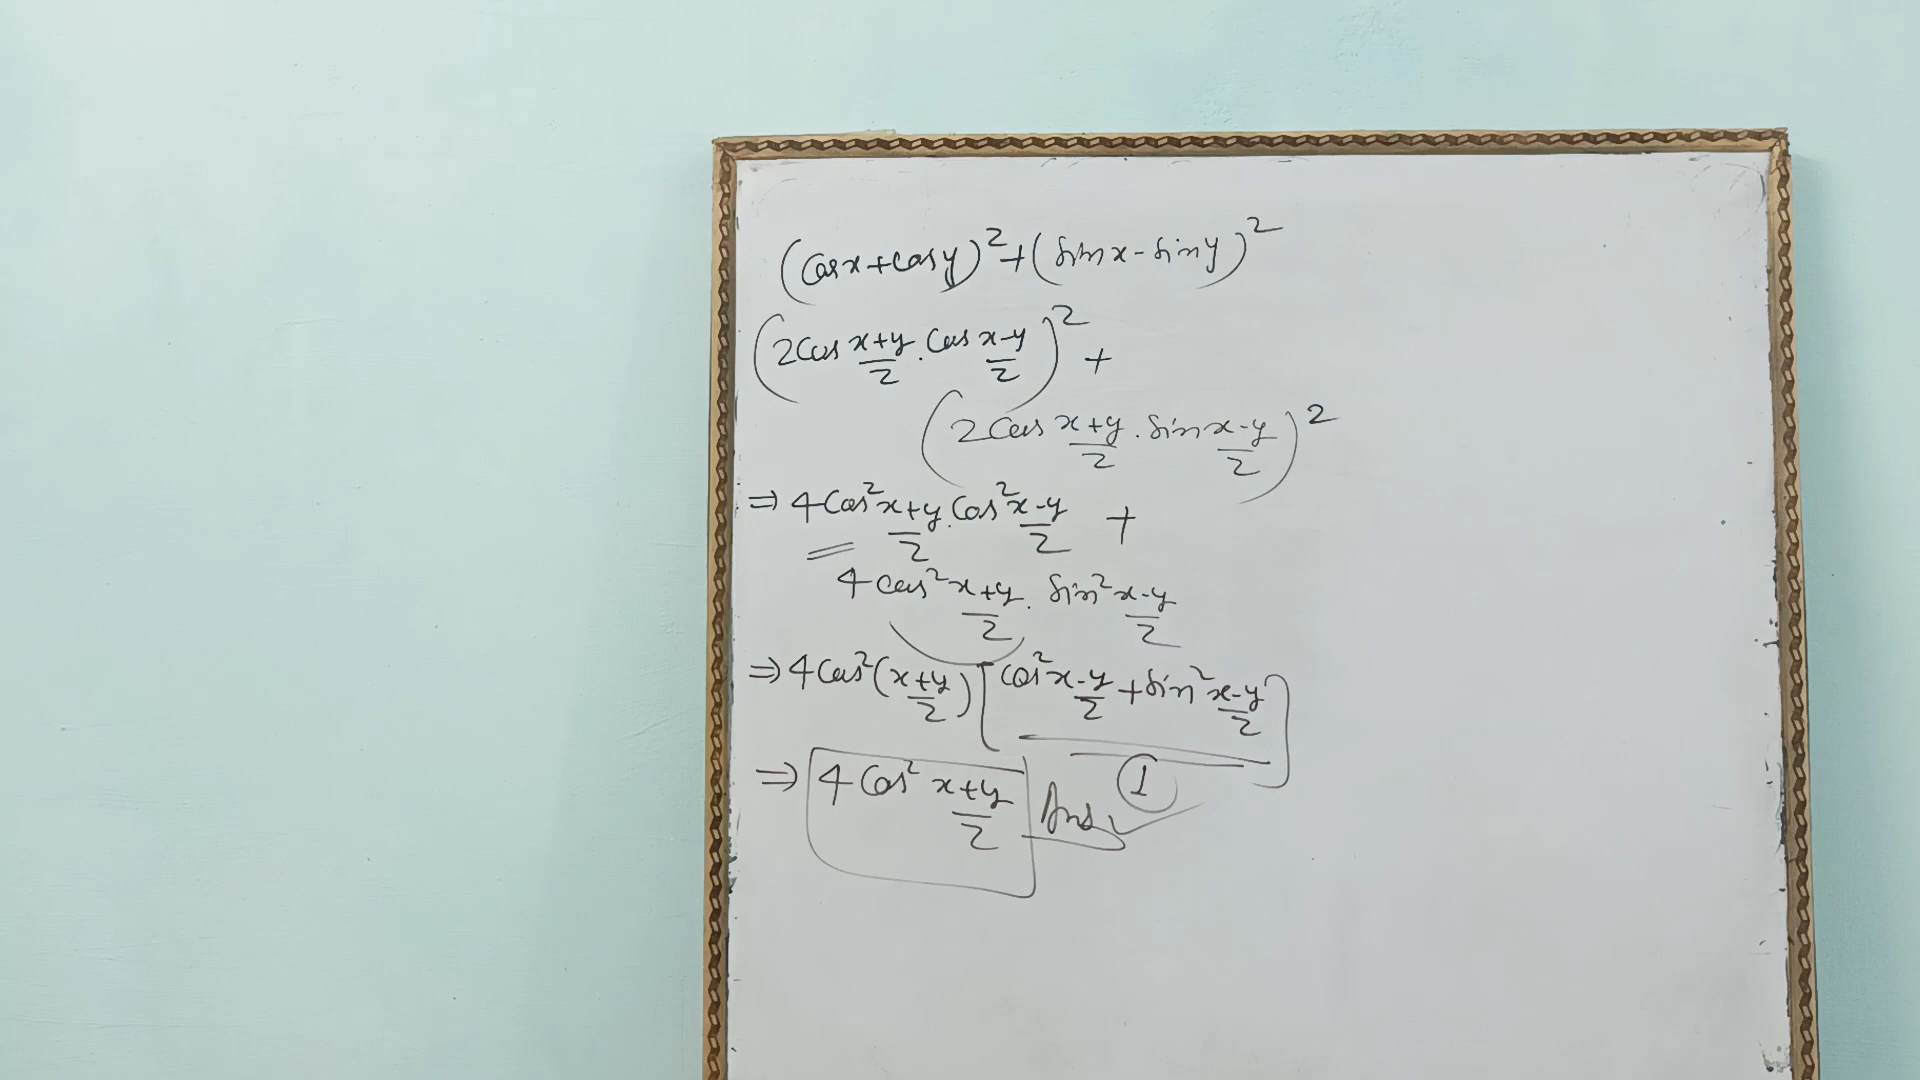 (Cosx+Cosy)²+(Sinx-Siny)²
(2Cos x+y/2 . Cos x-y/2)² +
(2Cos x+y/2 . Sin x-y/2)²
⇒ 4Cos² x+y/2 . Cos² x-y/2 +
4Cos² x+y/2 . Sin² x-y/2
⇒ 4Cos²(x+y/2) [Cos² x-y/2 + Sin² x-y/2]
1
⇒ 4Cos² x+y/2 Ans